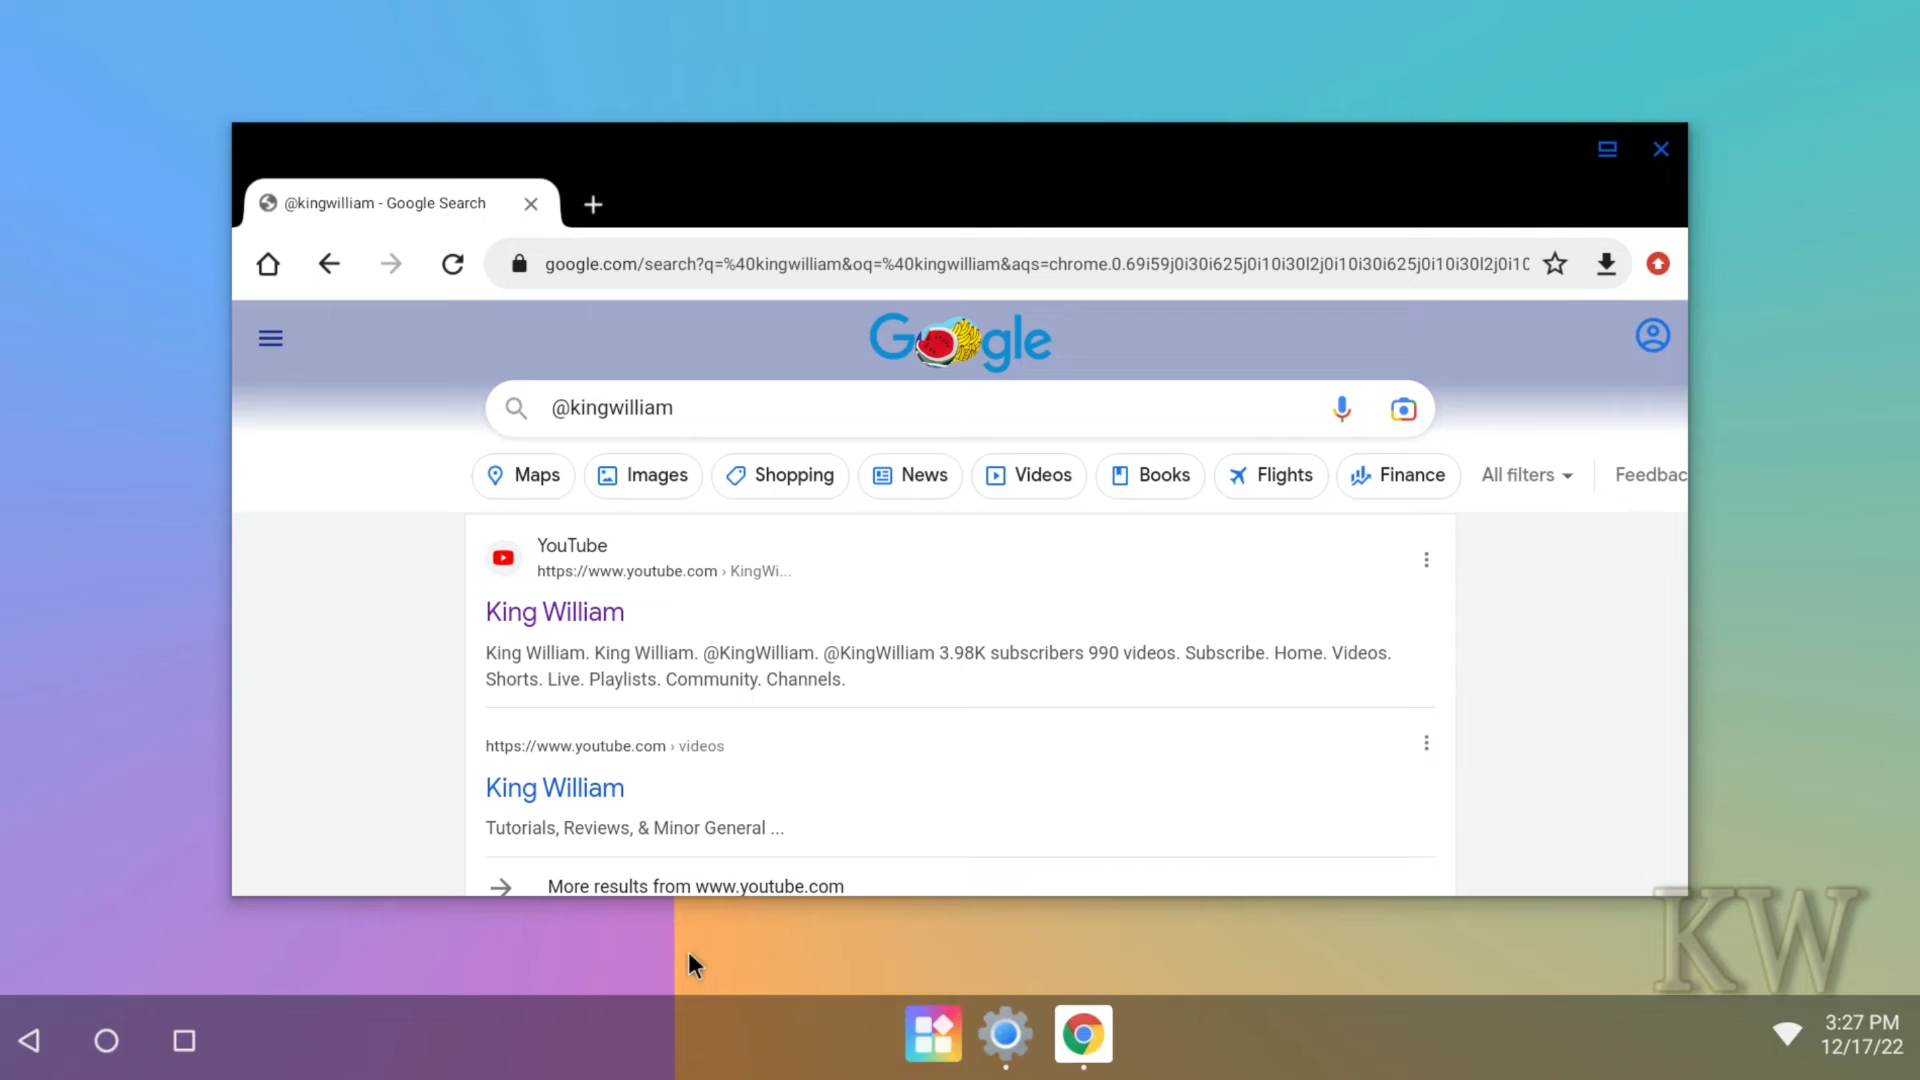 @kingwilliam - Google Search
google.com/search?q=%40kingwilliam&oq=%40kingwilliam&aqs=chrome.0.69i59j0i30i625j0i10i30l2j0i10i30i625j0i10i30l2j0i1
Google
@kingwilliam
Maps Images Shopping News Videos Books Flights Finance All filters Feedbac
YouTube
https://www.youtube.com › KingWi...
King William
King William. King William. @KingWilliam. @KingWilliam 3.98K subscribers 990 videos. Subscribe. Home. Videos.
Shorts. Live. Playlists. Community. Channels.
https://www.youtube.com › videos
King William
Tutorials, Reviews, & Minor General ...
More results from www.youtube.com
KW
3:27 PM
12/17/22